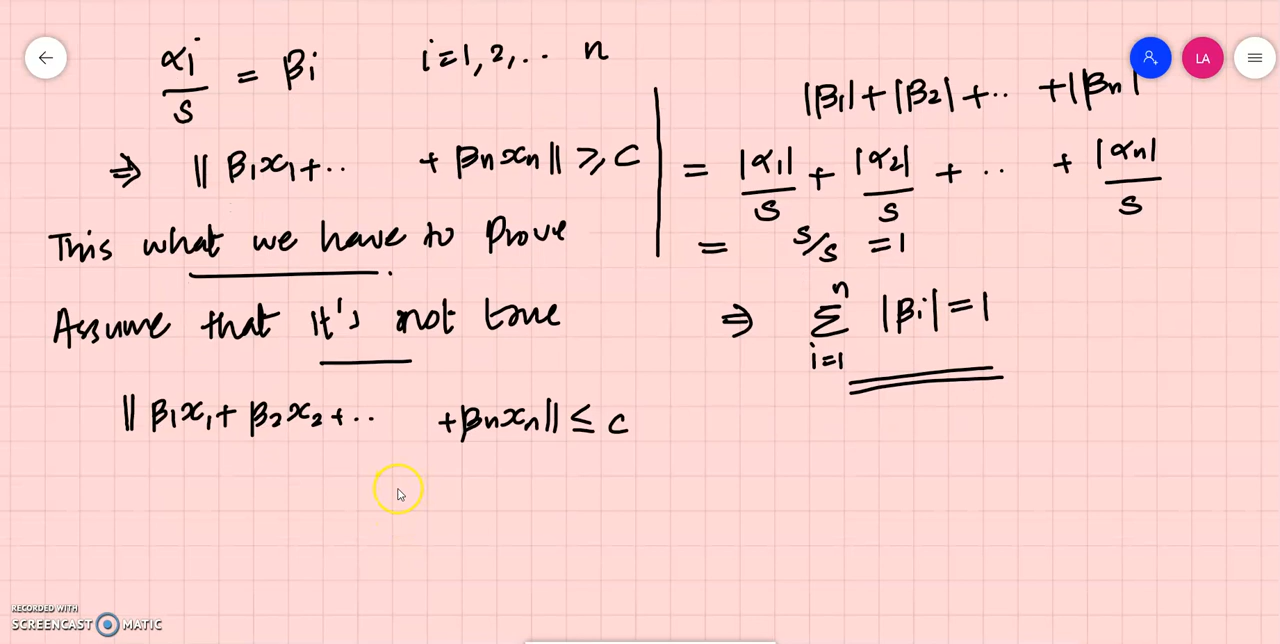 αi/s = βi i=1, 2, .. n
⇒ ‖ β1x1 + .. + βnxn ‖ ⩾ C
This what we have to Prove
Assume that it's not true
‖ β1x1 + β2x2 + .. + βnxn ‖ ≤ C
|β1| + |β2| + .. + |βn|
= |α1|/s + |α2|/s + .. + |αn|/s
= s/s = 1
⇒ ∑ i=1 n |βi| = 1
LA
RECORDED WITH
SCREENCAST MATIC